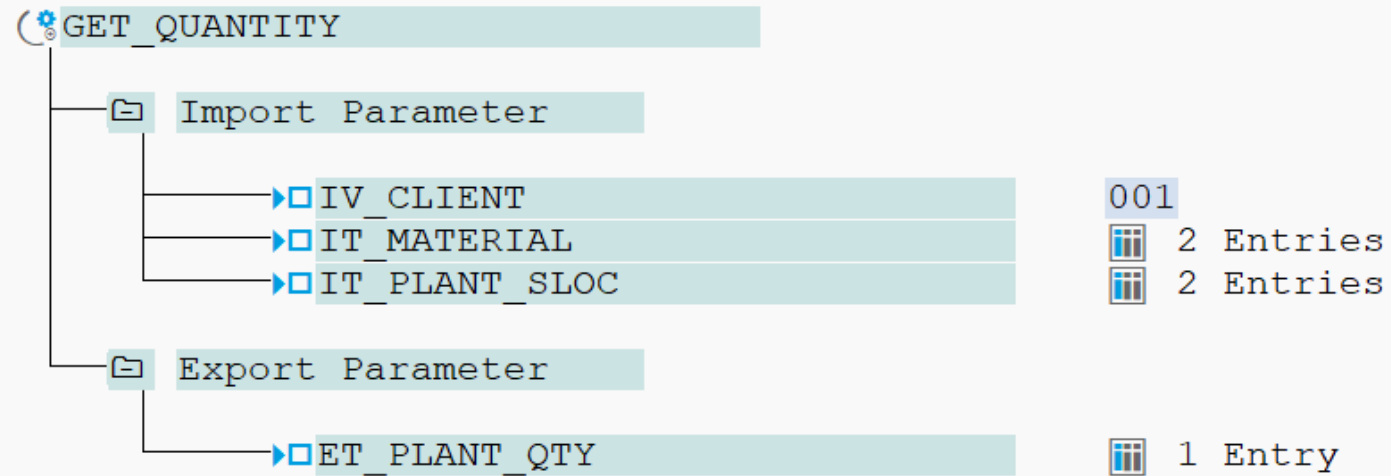 GET_QUANTITY
Import Parameter
IV_CLIENT 001
IT_MATERIAL 2 Entries
IT_PLANT_SLOC 2 Entries
Export Parameter
ET_PLANT_QTY 1 Entry